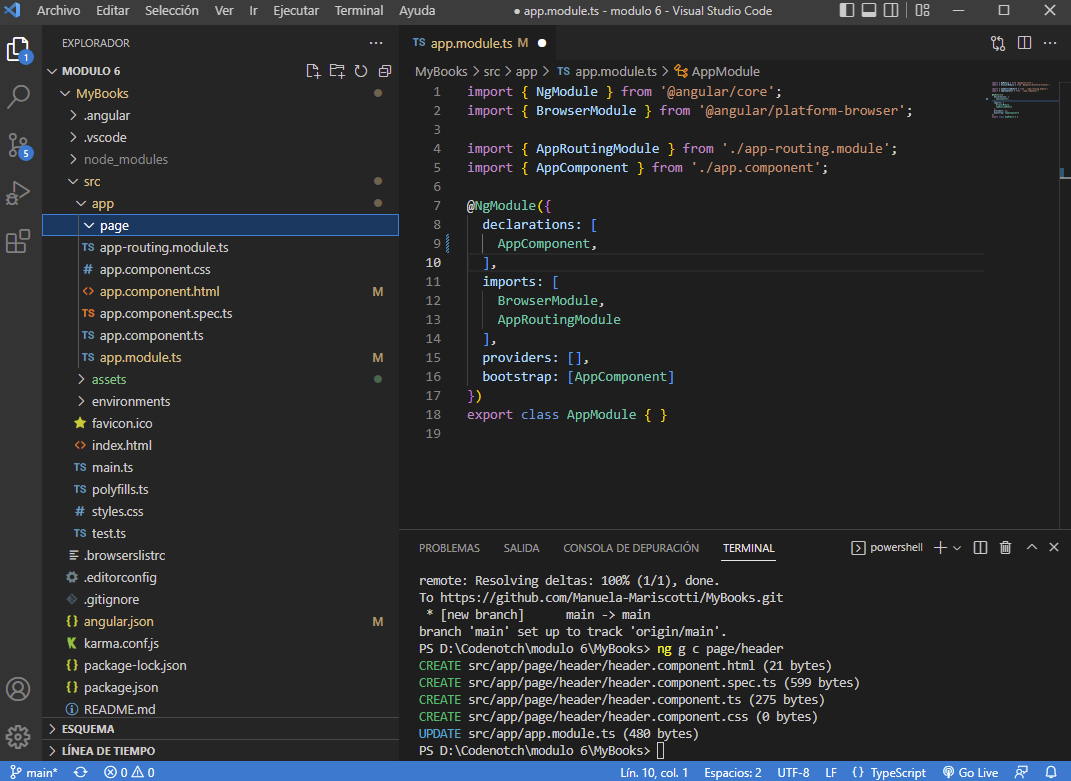 Archivo Editar Selección Ver Ir Ejecutar Terminal Ayuda ● app.module.ts - modulo 6 - Visual Studio Code
EXPLORADOR
MODULO 6
MyBooks
.angular
.vscode
node_modules
src
app
page
TS app-routing.module.ts
# app.component.css
<> app.component.html M
TS app.component.spec.ts
TS app.component.ts
TS app.module.ts M
assets
environments
favicon.ico
<> index.html
TS main.ts
TS polyfills.ts
# styles.css
TS test.ts
.browserslistrc
.editorconfig
.gitignore
{} angular.json M
karma.conf.js
{} package-lock.json
{} package.json
README.md
ESQUEMA
LÍNEA DE TIEMPO
1
5
TS app.module.ts M ●
MyBooks > src > app > TS app.module.ts > AppModule
1 import { NgModule } from '@angular/core';
2 import { BrowserModule } from '@angular/platform-browser';
3
4 import { AppRoutingModule } from './app-routing.module';
5 import { AppComponent } from './app.component';
6
7 @NgModule({
8 declarations: [
9 AppComponent,
10 ],
11 imports: [
12 BrowserModule,
13 AppRoutingModule
14 ],
15 providers: [],
16 bootstrap: [AppComponent]
17 })
18 export class AppModule { }
19
PROBLEMAS SALIDA CONSOLA DE DEPURACIÓN TERMINAL powershell
remote: Resolving deltas: 100% (1/1), done.
To https://github.com/Manuela-Mariscotti/MyBooks.git
* [new branch] main -> main
branch 'main' set up to track 'origin/main'.
PS D:\Codenotch\modulo 6\MyBooks> ng g c page/header
CREATE src/app/page/header/header.component.html (21 bytes)
CREATE src/app/page/header/header.component.spec.ts (599 bytes)
CREATE src/app/page/header/header.component.ts (275 bytes)
CREATE src/app/page/header/header.component.css (0 bytes)
UPDATE src/app/app.module.ts (480 bytes)
PS D:\Codenotch\modulo 6\MyBooks>
main* 0 0 Lín. 10, col. 1 Espacios: 2 UTF-8 LF {} TypeScript Go Live